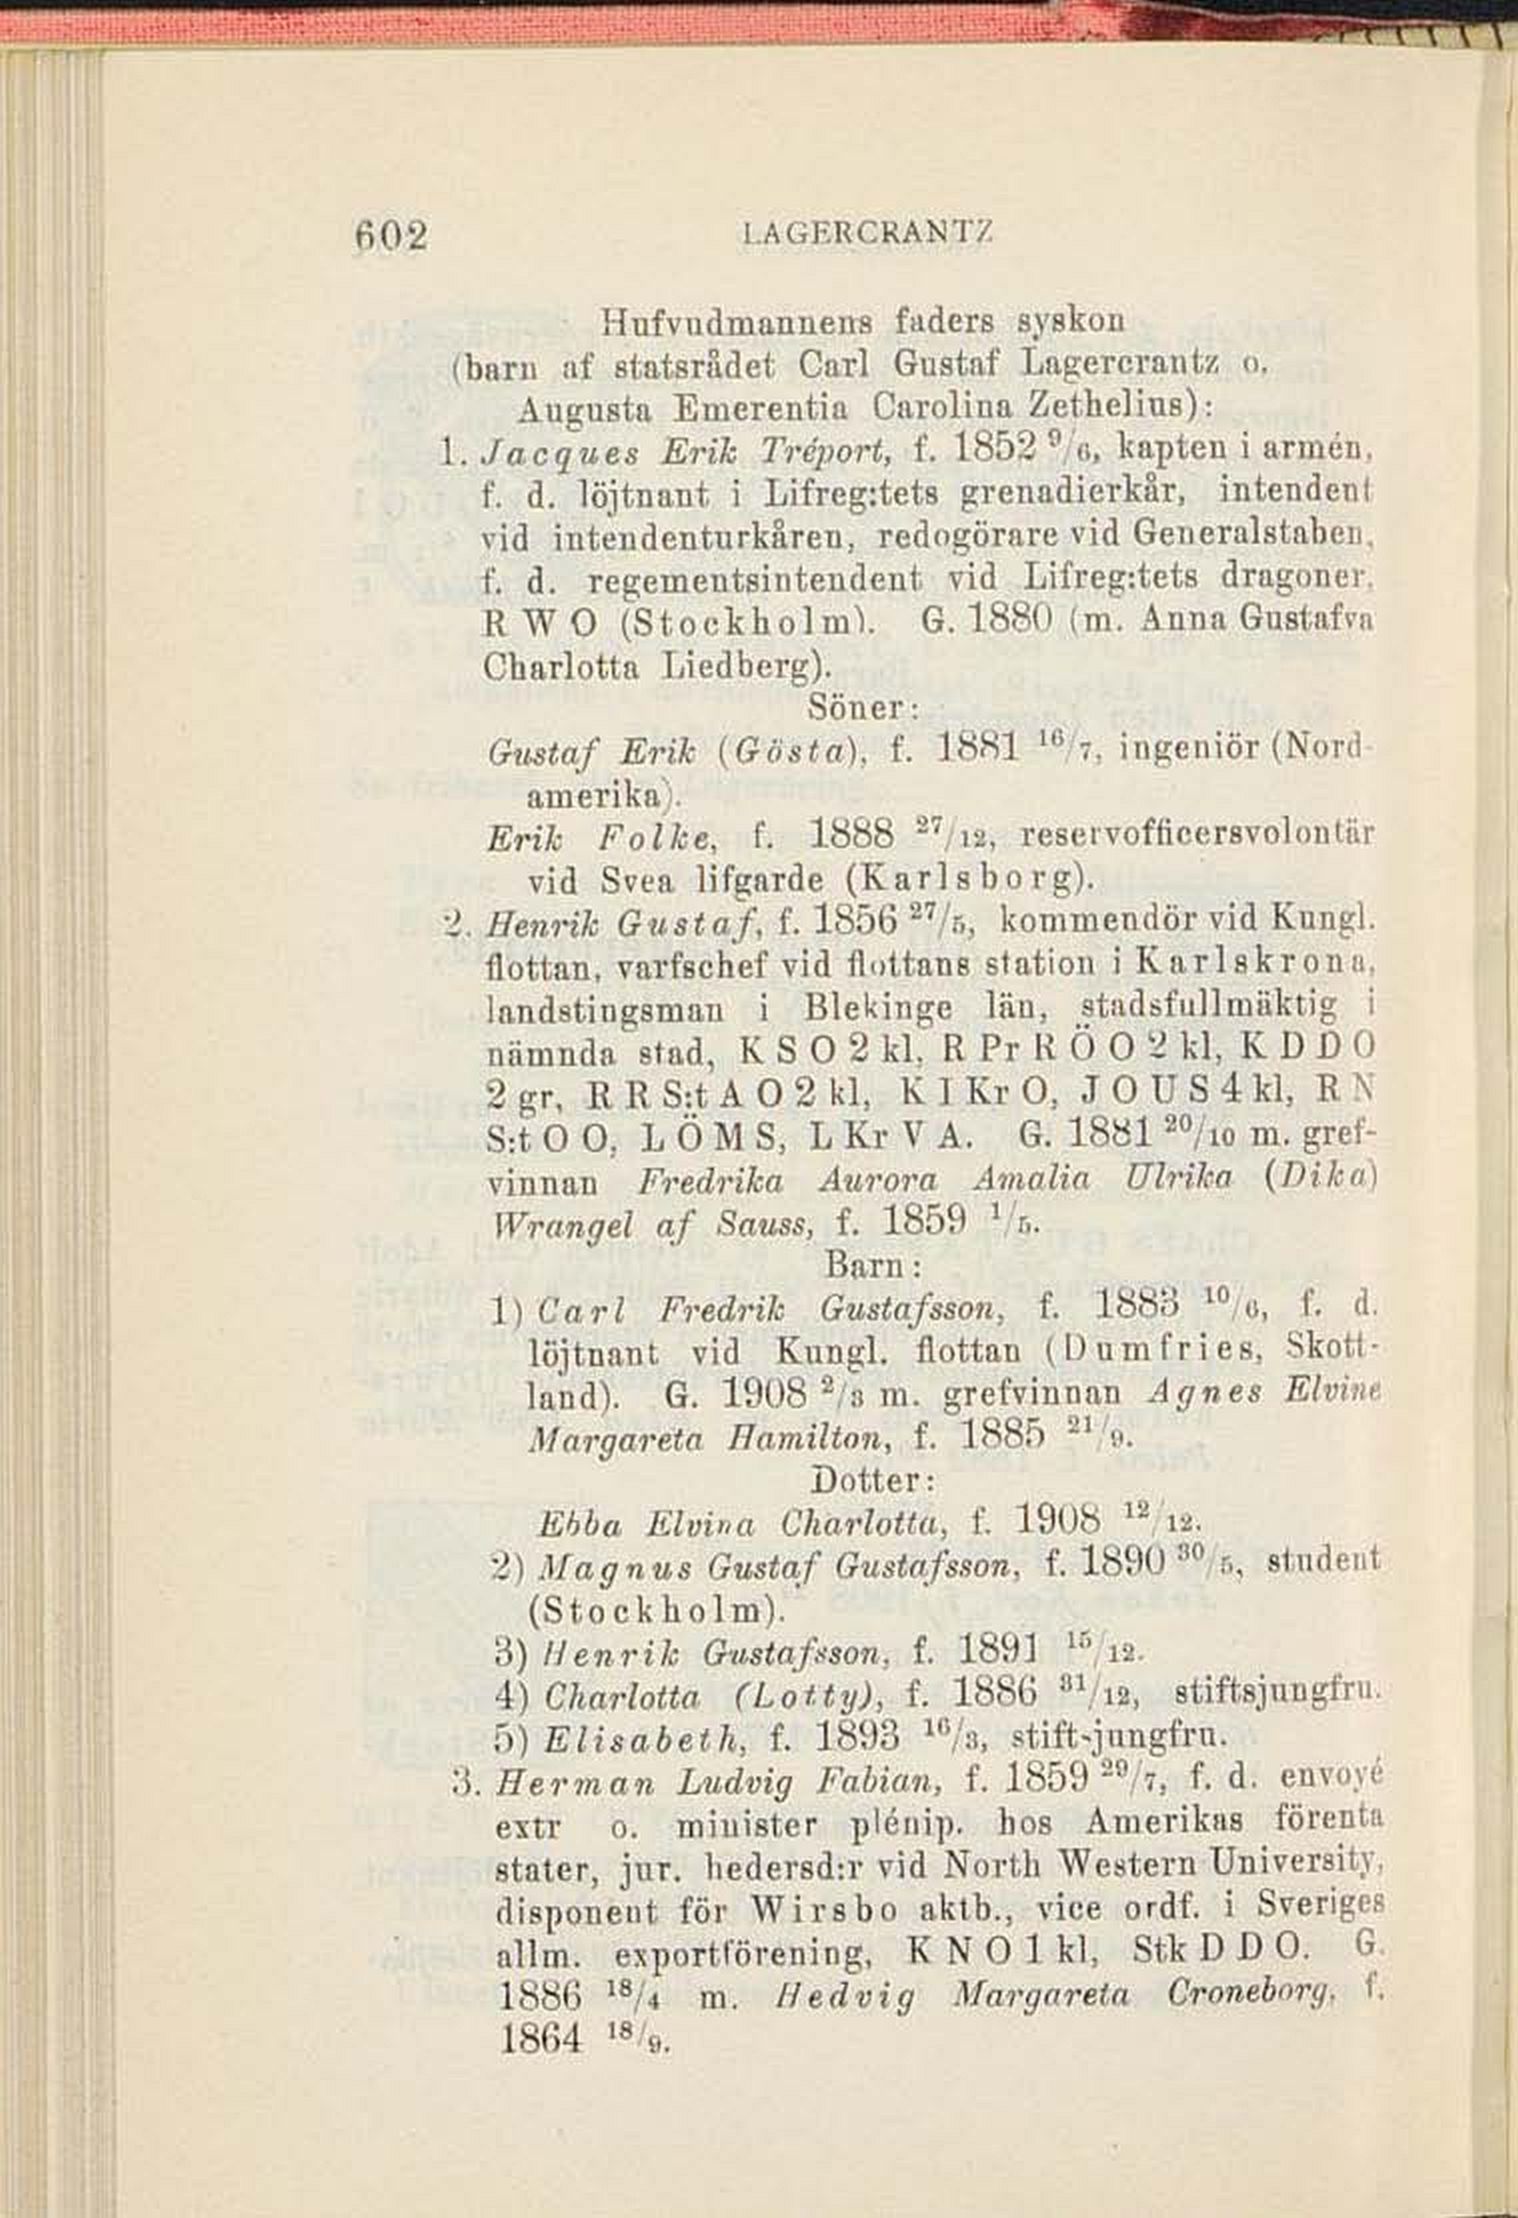 602 LAGERCRANTZ
Hufvudmannens faders syskon
(barn af statsrådet Carl Gustaf Lagercrantz o.
Augusta Emerentia Carolina Zethelius):
1. Jacques Erik Tréport, f. 1852 9/6, kapten i armén,
f. d. löjtnant i Lifreg:tets grenadierkår, intendent
vid intendenturkåren, redogörare vid Generalstaben,
f. d. regementsintendent vid Lifreg:tets dragoner,
R W O (Stockholm). G. 1880 (m. Anna Gustafva
Charlotta Liedberg).
Söner:
Gustaf Erik (Gösta), f. 1881 16/7, ingeniör (Nord-
amerika).
Erik Folke, f. 1888 27/12, reservofficersvolontär
vid Svea lifgarde (Karlsborg).
2. Henrik Gustaf, f. 1856 27/5, kommendör vid Kungl.
flottan, varfschef vid flottans station i Karlskrona,
landstingsman i Blekinge län, stadsfullmäktig i
nämnda stad, K S O 2 kl, R Pr R Ö O 2 kl, K D D O
2 gr, R R S:t A O 2 kl, K I Kr O, J O U S 4 kl, R N
S:t O O, L Ö M S, L Kr V A. G. 1881 20/10 m. gref-
vinnan Fredrika Aurora Amalia Ulrika (Dika)
Wrangel af Sauss, f. 1859 1/5.
Barn:
1) Carl Fredrik Gustafsson, f. 1883 10/6, f. d.
löjtnant vid Kungl. flottan (Dumfries, Skott-
land). G. 1908 2/3 m. grefvinnan Agnes Elvine
Margareta Hamilton, f. 1885 21/9.
Dotter:
Ebba Elvina Charlotta, f. 1908 12/12.
2) Magnus Gustaf Gustafsson, f. 1890 30/5, student
(Stockholm).
3) Henrik Gustafsson, f. 1891 15/12.
4) Charlotta (Lotty), f. 1886 31/12, stiftsjungfru.
5) Elisabeth, f. 1893 16/3, stift-jungfru.
3. Herman Ludvig Fabian, f. 1859 29/7, f. d. envoyé
extr o. minister plénip. hos Amerikas förenta
stater, jur. hedersd:r vid North Western University,
disponent för Wirsbo aktb., vice ordf. i Sveriges
allm. exportförening, K N O 1 kl, Stk D D O. G.
1886 18/4 m. Hedvig Margareta Croneborg, f.
1864 18/9.